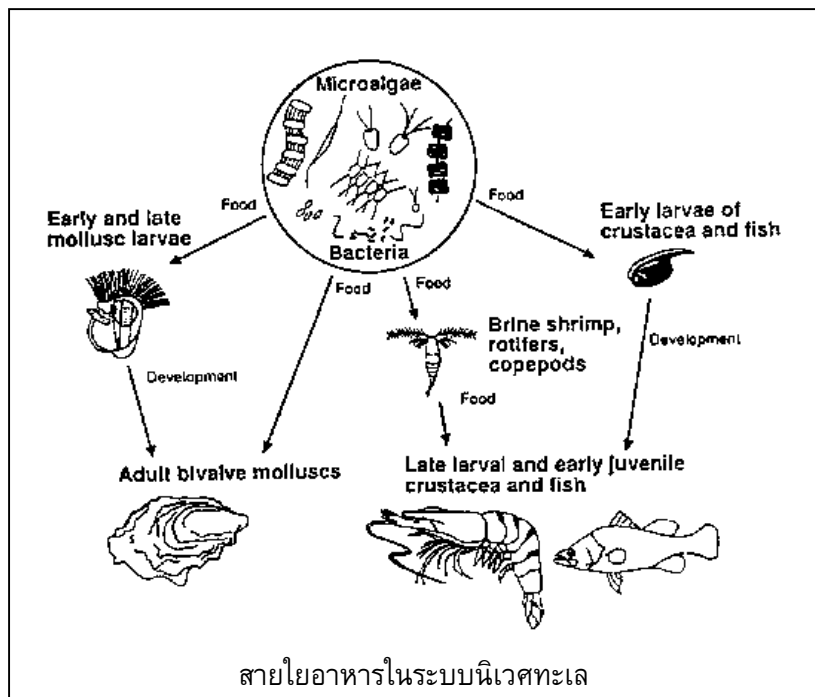 Microalgae
Bacteria
Food
Food
Food
Food
Early and late
mollusc larvae
Early larvae of
crustacea and fish
Brine shrimp,
rotifers,
copepods
Development
Development
Food
Adult bivalve molluscs
Late larval and early juvenile
crustacea and fish
สายใยอาหารในระบบนิเวศทะเล